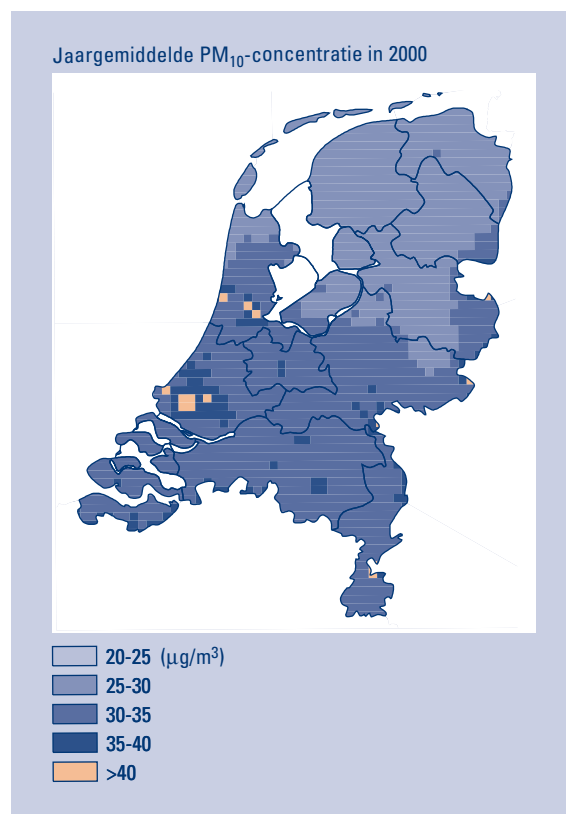 Jaargemiddelde PM₁₀-concentratie in 2000
20-25 (µg/m³)
25-30
30-35
35-40
>40